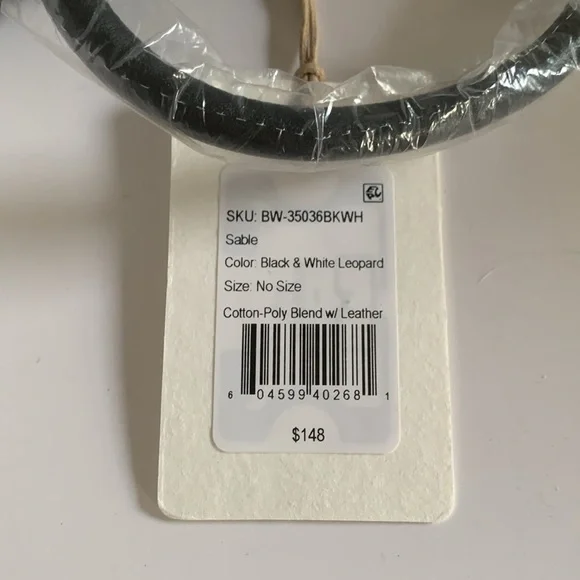 SKU: BW-35036BKWH
Sable
Color: Black & White Leopard
Size: No Size
Cotton-Poly Blend w/ Leather
6 04599 40268 1
$148